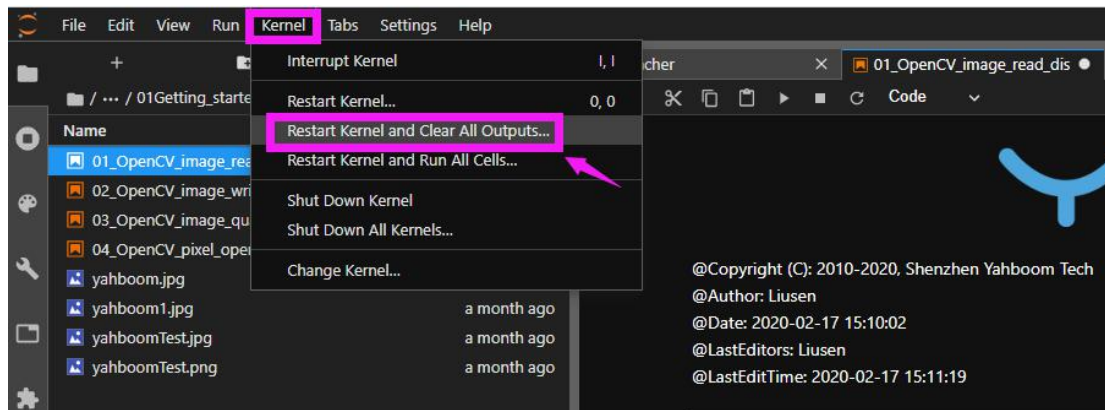 File Edit View Run Kernel Tabs Settings Help
Interrupt Kernel I, I
Restart Kernel... 0, 0
Restart Kernel and Clear All Outputs...
Restart Kernel and Run All Cells...
Shut Down Kernel
Shut Down All Kernels...
Change Kernel...
/ ··· / 01Getting_starte
Name
01_OpenCV_image_rea
02_OpenCV_image_wri
03_OpenCV_image_qu
04_OpenCV_pixel_oper
yahboom.jpg
yahboom1.jpg a month ago
yahboomTest.jpg a month ago
yahboomTest.png a month ago
cher
01_OpenCV_image_read_dis
Code
@Copyright (C): 2010-2020, Shenzhen Yahboom Tech
@Author: Liusen
@Date: 2020-02-17 15:10:02
@LastEditors: Liusen
@LastEditTime: 2020-02-17 15:11:19